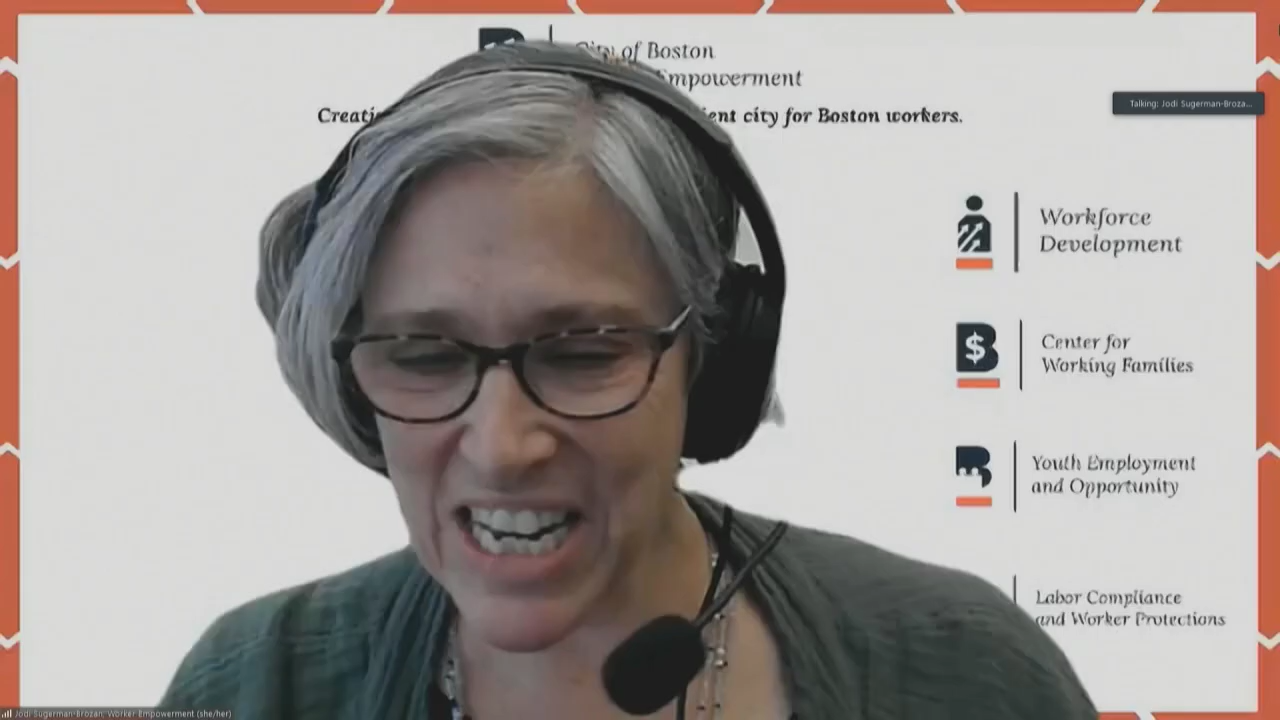 City of Boston
Empowerment
Creati ent city for Boston workers.
Talking: Jodi Sugerman-Broza...
Workforce
Development
Center for
Working Families
Youth Employment
and Opportunity
Labor Compliance
and Worker Protections
Jodi Sugerman-Brozan, Worker Empowerment (she/her)